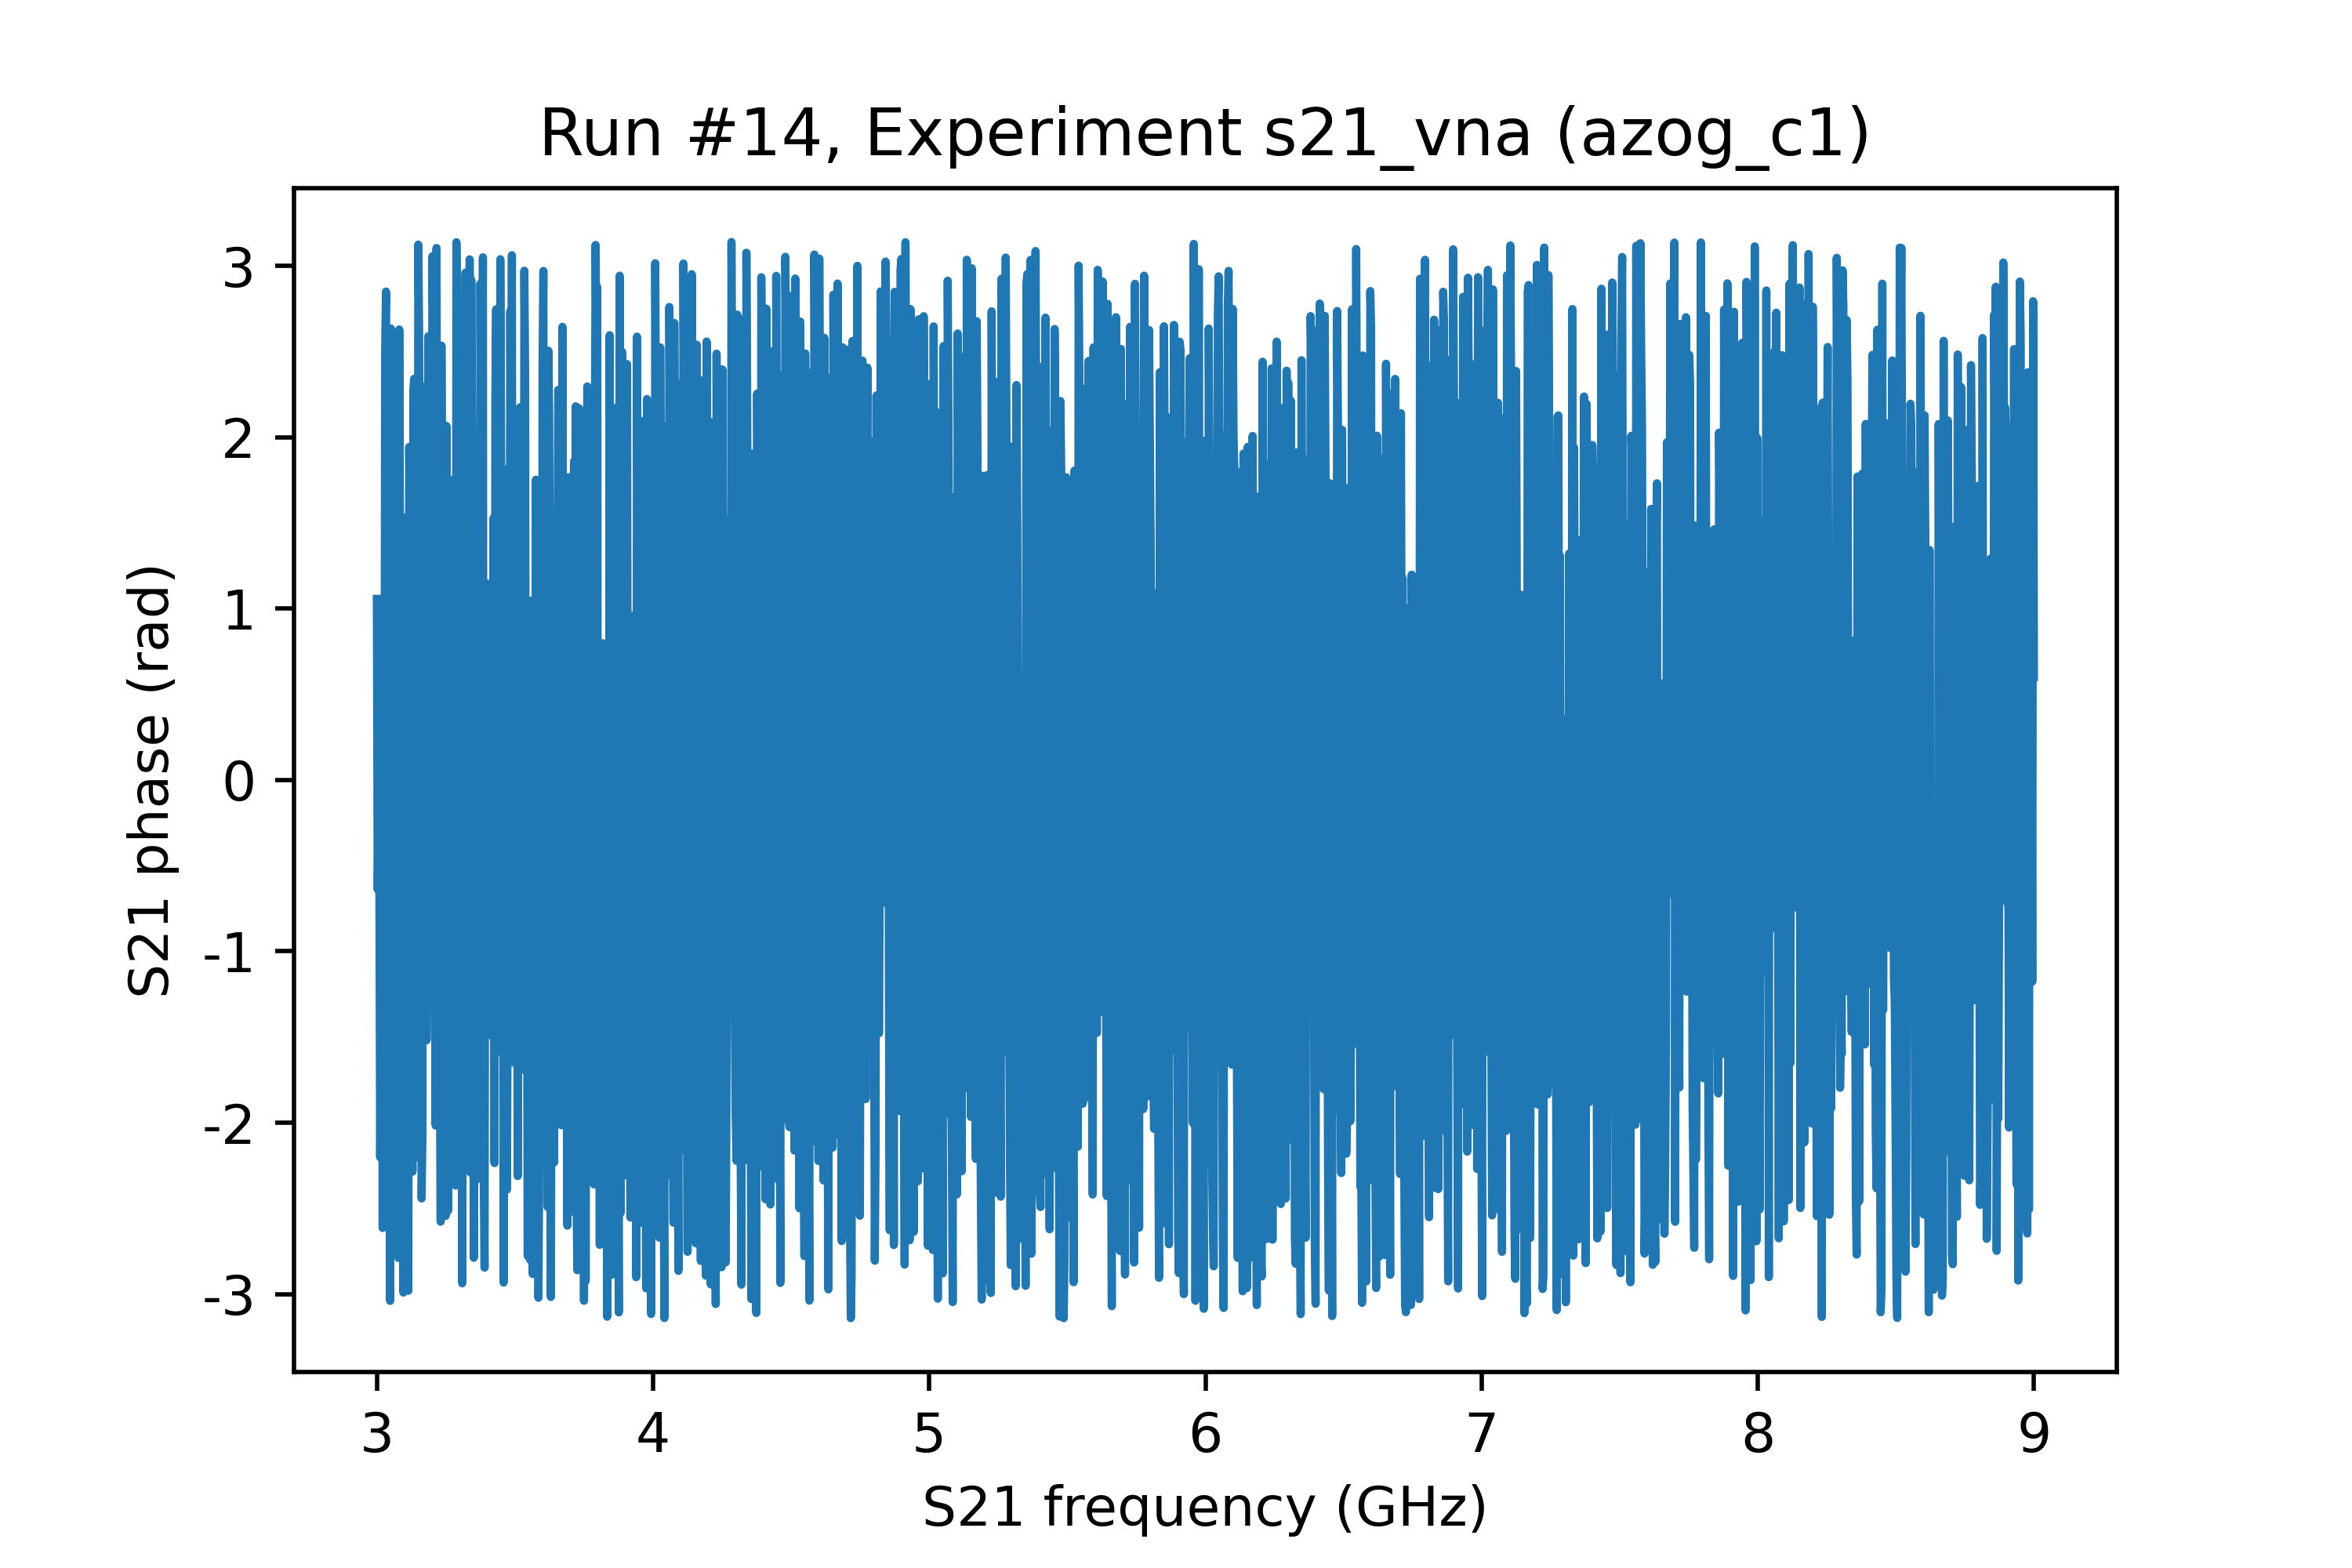 Run #14, Experiment s21_vna (azog_c1)
3
2
1
0
-1
-2
-3
S21 phase (rad)
3 4 5 6 7 8 9
S21 frequency (GHz)